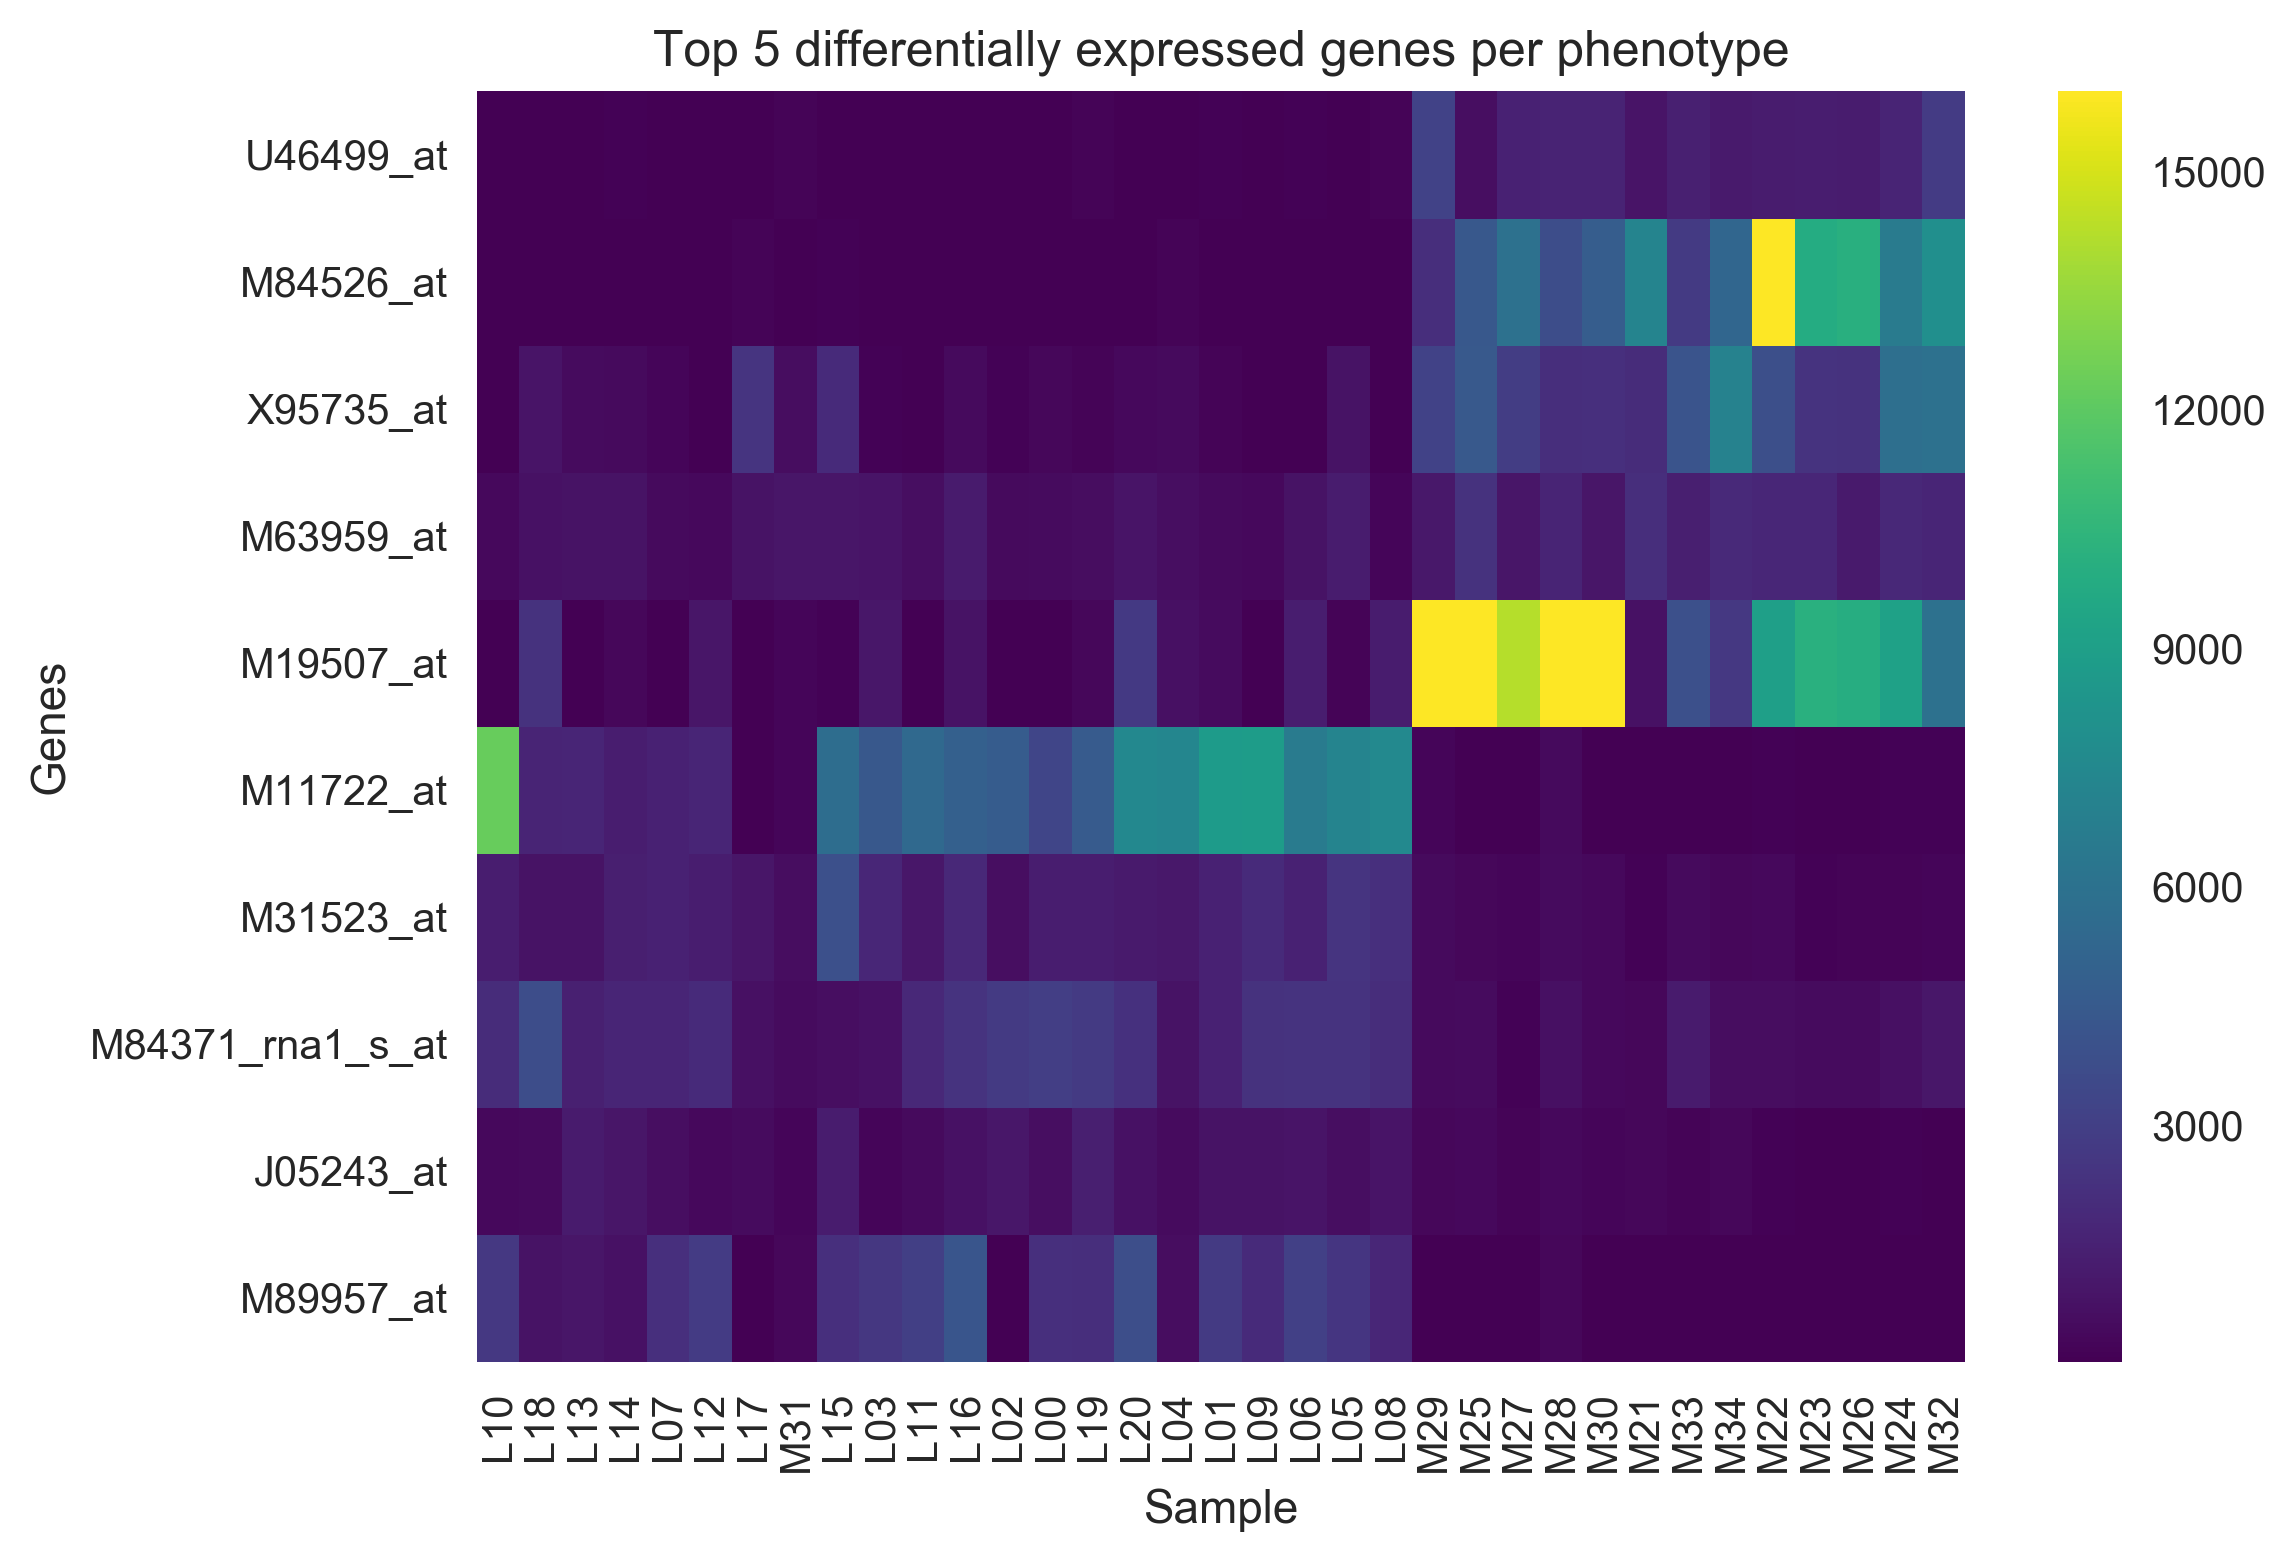 Top 5 differentially expressed genes per phenotype
U46499_at
M84526_at
X95735_at
M63959_at
M19507_at
M11722_at
M31523_at
M84371_rna1_s_at
J05243_at
M89957_at
Genes
15000
12000
9000
6000
3000
L10
L18
L13
L14
L07
L12
L17
M31
L15
L03
L11
L16
L02
L00
L19
L20
L04
L01
L09
L06
L05
L08
M29
M25
M27
M28
M30
M21
M33
M34
M22
M23
M26
M24
M32
Sample